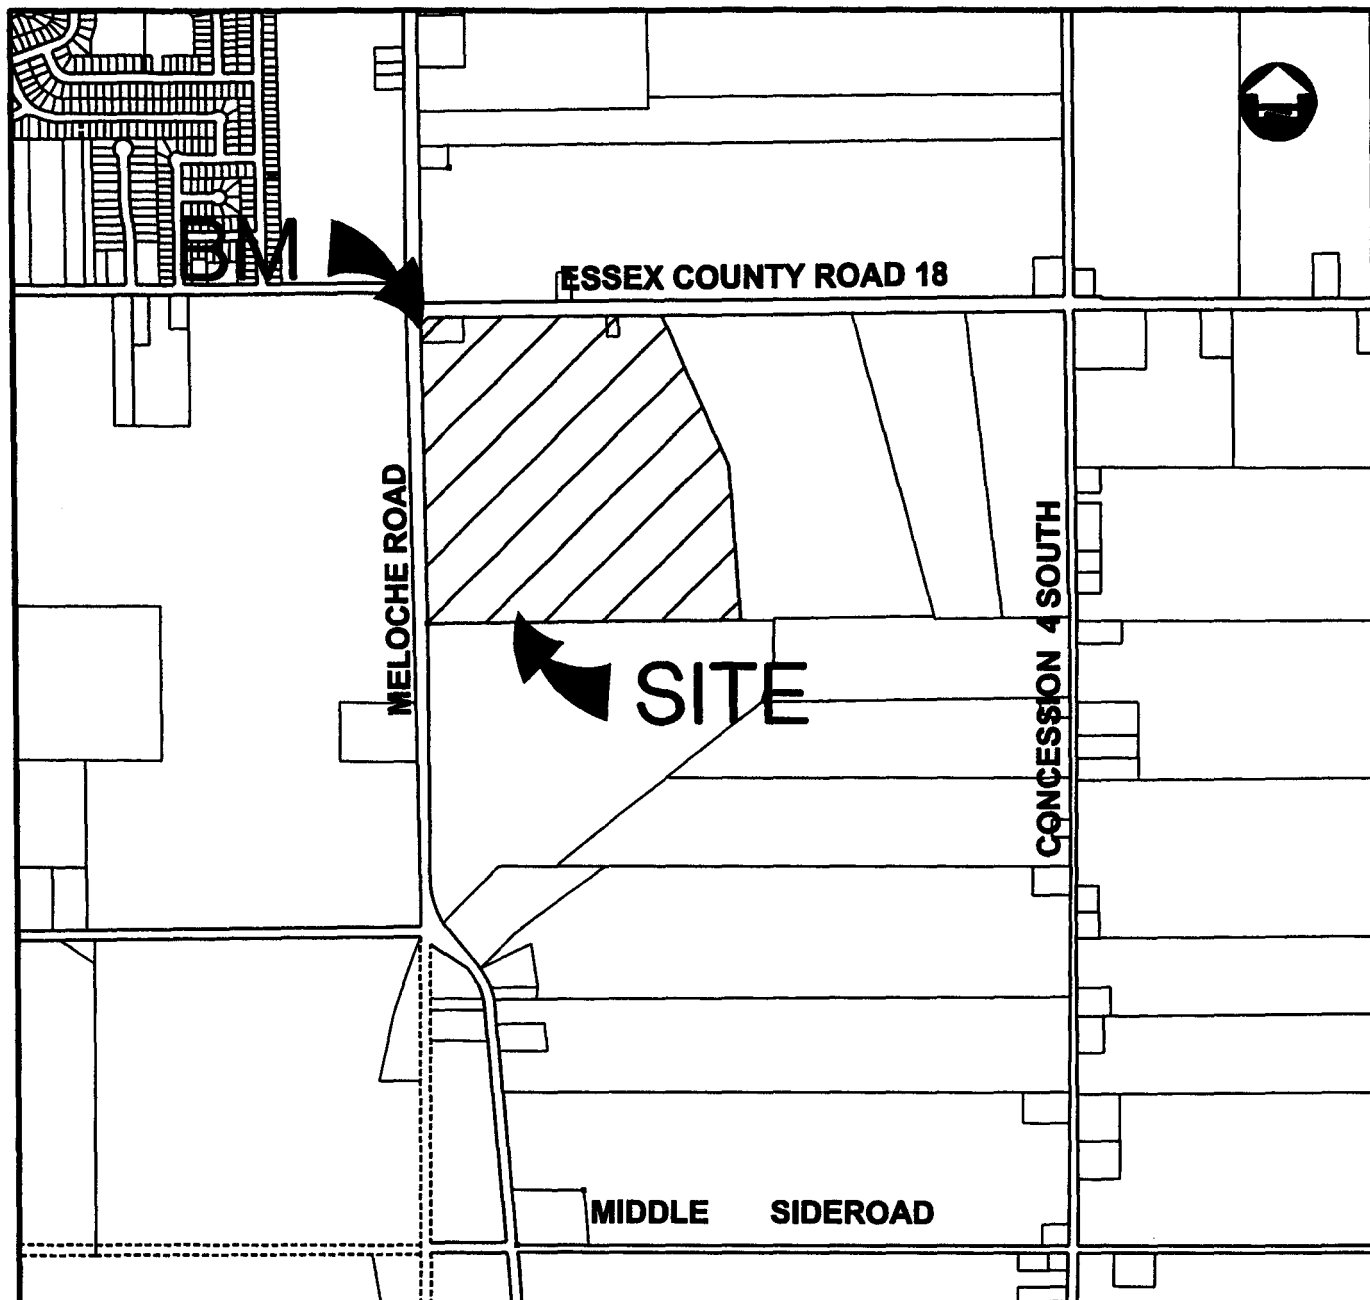 BM
ESSEX COUNTY ROAD 18
MELOCHE ROAD
CONCESSION 4 SOUTH
SITE
MIDDLE SIDEROAD